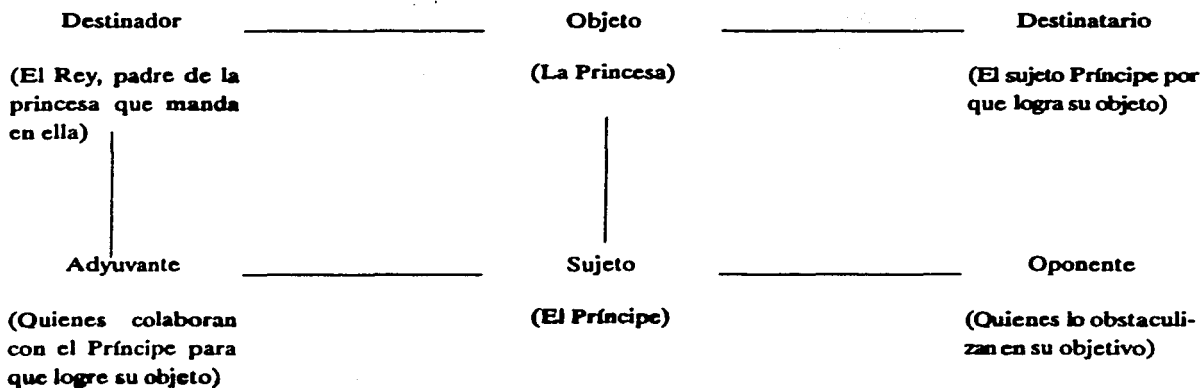 Destinador Objeto Destinatario
(El Rey, padre de la
princesa que manda
en ella)
(La Princesa)
(El sujeto Príncipe por
que logra su objeto)
Adyuvante Sujeto Oponente
(Quienes colaboran
con el Príncipe para
que logre su objeto)
(El Príncipe)
(Quienes lo obstaculi-
zan en su objetivo)